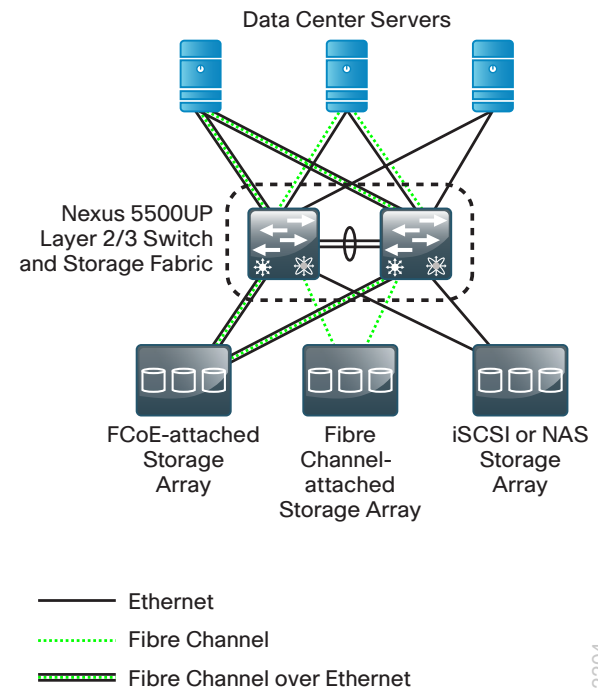 Data Center Servers
Nexus 5500UP
Layer 2/3 Switch
and Storage Fabric
FCoE-attached
Storage
Array
Fibre
Channel-
attached
Storage Array
iSCSI or NAS
Storage
Array
Ethernet
Fibre Channel
Fibre Channel over Ethernet